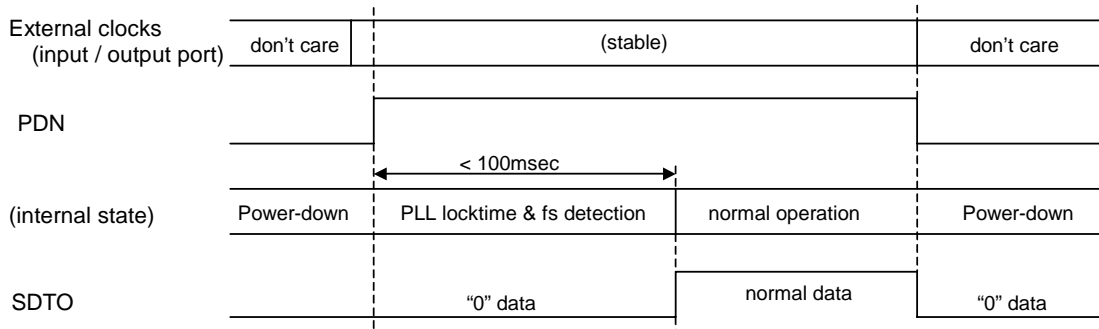 External clocks
(input / output port)
don't care
(stable)
don't care
PDN
< 100msec
(internal state)
Power-down
PLL locktime & fs detection
normal operation
Power-down
SDTO
“0” data
normal data
“0” data